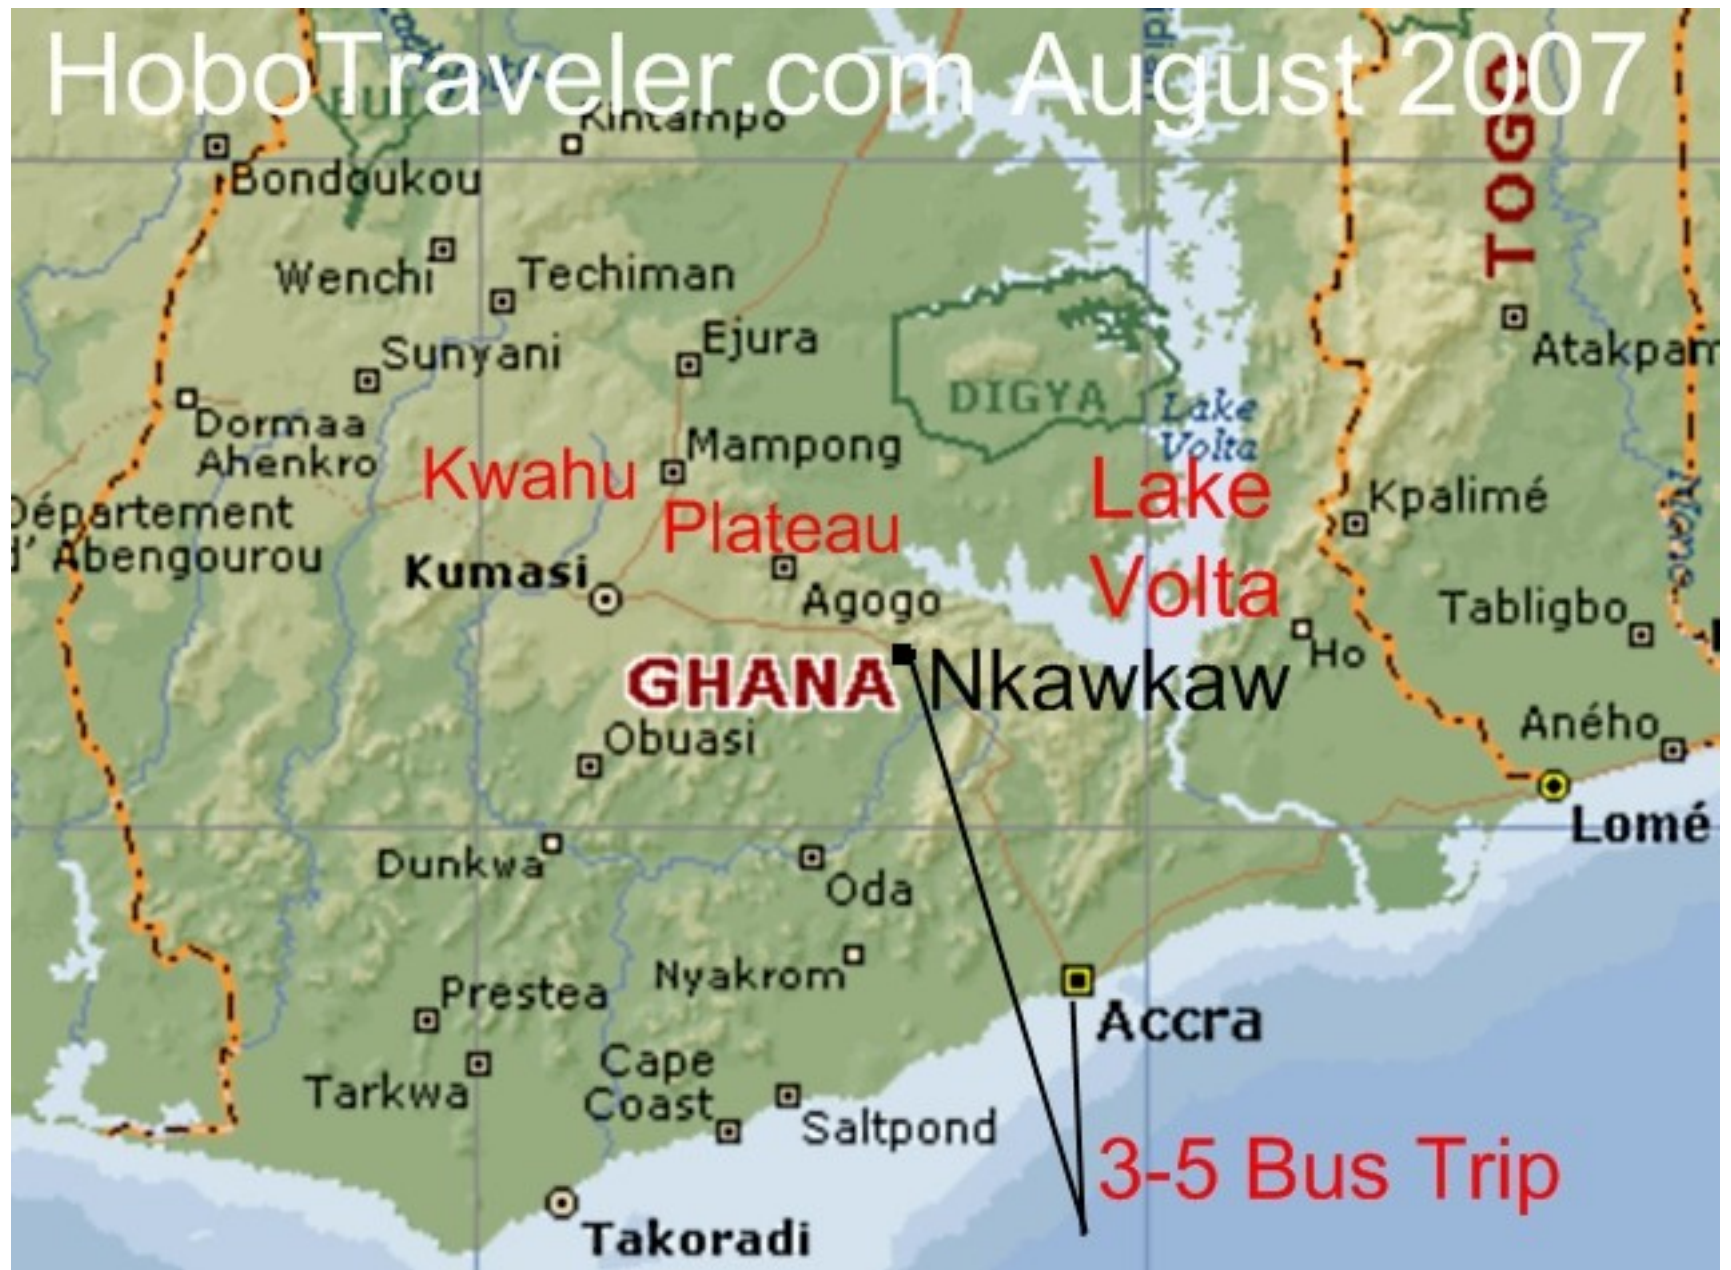 HoboTraveler.com August 2007
BUI
Kintampo
Bondoukou
TOGO
Wenchi
Techiman
Ejura
Atakpam
Sunyani
DIGYA
Lake
Volta
Dormaa
Ahenkro
Mampong
Kwahu
Plateau
Lake
Volta
Kpalimé
Département
d' Abengourou
Kumasi
Agogo
Tabligbo
Ho
GHANA
Nkawkaw
Obuasi
Aného
Lomé
Dunkwa
Oda
Nyakrom
Prestea
Accra
Tarkwa
Cape
Coast
Saltpond
3-5 Bus Trip
Takoradi